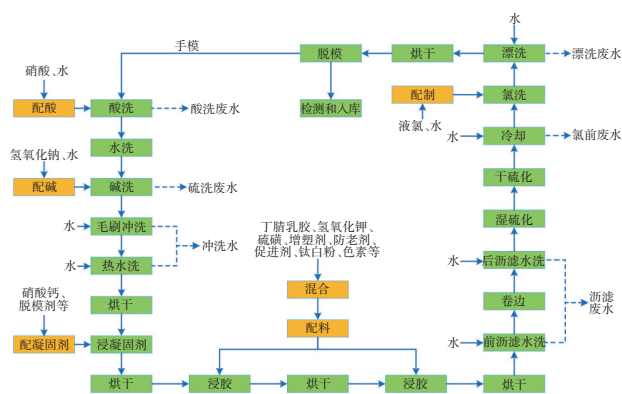 水
手模
脱模
烘干
漂洗
漂洗废水
硝酸、水
配制
氯洗
配酸
酸洗
酸洗废水
检测和入库
液氯、水
水
冷却
氯前废水
水洗
氢氧化钠、水
干硫化
配碱
碱洗
硫洗废水
湿硫化
水
毛刷冲洗
冲洗水
丁腈乳胶、氢氧化钾、
硫磺、增塑剂、防老剂、
促进剂、钛白粉、色素等
水
热水洗
水
后沥滤水洗
硝酸钙、
脱模剂等
混合
烘干
卷边
沥滤
废水
配料
配凝固剂
浸凝固剂
水
前沥滤水洗
烘干
浸胶
烘干
浸胶
烘干